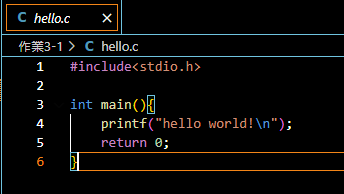 C hello.c ×
作業3-1 > C hello.c
1 #include<stdio.h>
2
3 int main(){
4     printf("hello world!\n");
5     return 0;
6 }